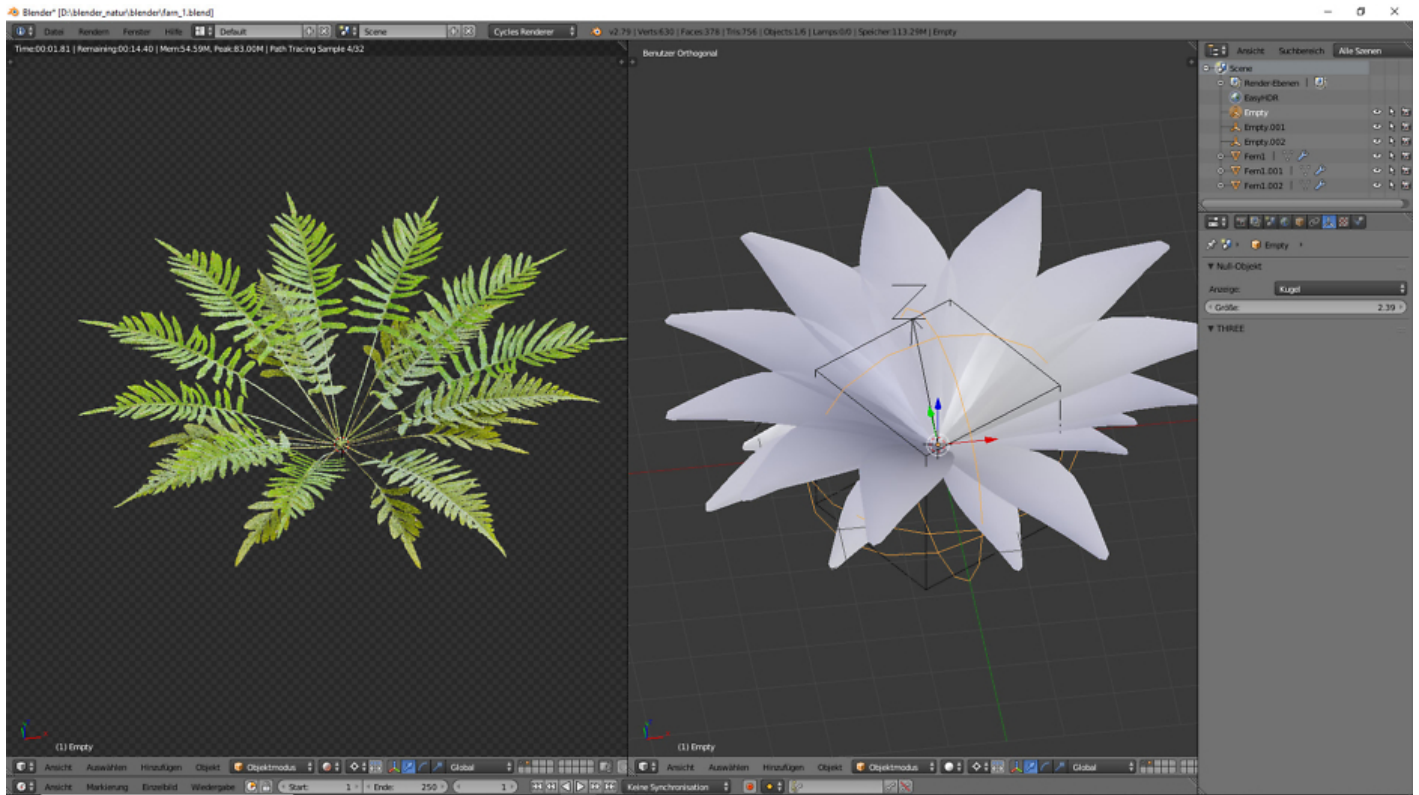 Blender* [D:\blender_natur\blender\farn_1.blend]
Datei Rendern Fenster Hilfe Default Scene Cycles Renderer v2.79 | Verts:630 | Faces:378 | Tris:756 | Objects:1/6 | Lamps:0/0 | Speicher:113.29M | Empty
Time:00:01.81 | Remaining:00:14.40 | Mem:54.59M, Peak:83.00M | Path Tracing Sample 4/32
Benutzer Orthogonal
Ansicht Suchbereich Alle Szenen
Scene
Render-Ebenen |
EasyHDR
Empty
Empty.001
Empty.002
Fern1 |
Fern1.001 |
Fern1.002 |
Empty
Null-Objekt
Anzeige: Kugel
Größe: 2.39
THREE
(1) Empty
(1) Empty
Ansicht Auswählen Hinzufügen Objekt Objektmodus Global
Ansicht Auswählen Hinzufügen Objekt Objektmodus Global
Ansicht Markierung Einzelbild Wiedergabe Start: 1 Ende: 250 1 Keine Synchronisation